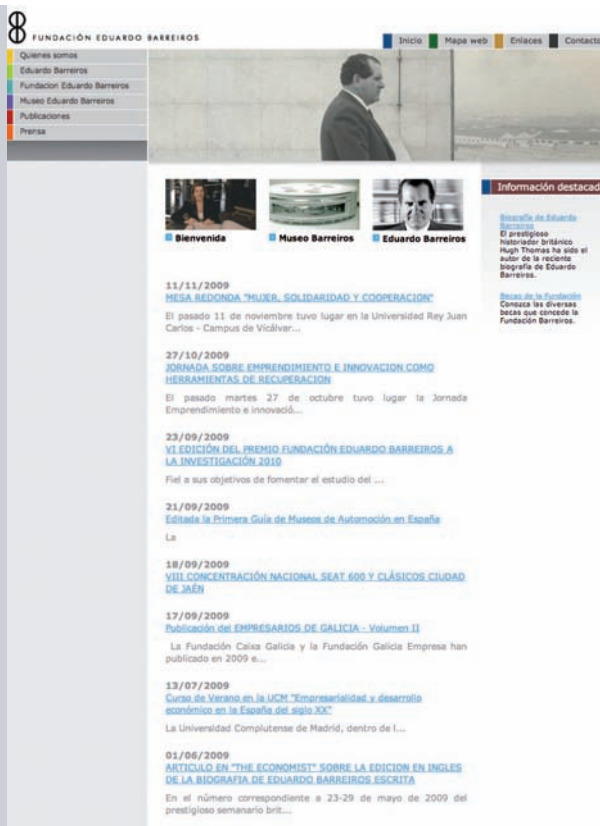 FUNDACIÓN EDUARDO BARREIROS
Inicio Mapa web Enlaces Contacto
Quienes somos
Eduardo Barreiros
Fundacion Eduardo Barreiros
Museo Eduardo Barreiros
Publicaciones
Prensa
Bienvenida Museo Barreiros Eduardo Barreiros
11/11/2009
MESA REDONDA "MUJER, SOLIDARIDAD Y COOPERACION"
El pasado 11 de noviembre tuvo lugar en la Universidad Rey Juan
Carlos - Campus de Vicálvar...
27/10/2009
JORNADA SOBRE EMPRENDIMIENTO E INNOVACION COMO
HERRAMIENTAS DE RECUPERACION
El pasado martes 27 de octubre tuvo lugar la Jornada
Emprendimiento e innovació...
23/09/2009
VI EDICIÓN DEL PREMIO FUNDACIÓN EDUARDO BARREIROS A
LA INVESTIGACIÓN 2010
Fiel a sus objetivos de fomentar el estudio del ...
21/09/2009
Editada la Primera Guía de Museos de Automoción en España
La
18/09/2009
VIII CONCENTRACIÓN NACIONAL SEAT 600 Y CLÁSICOS CIUDAD
DE JAÉN
17/09/2009
Publicación del EMPRESARIOS DE GALICIA - Volumen II
La Fundación Caixa Galicia y la Fundación Galicia Empresa han
publicado en 2009 e...
13/07/2009
Curso de Verano en la UCM "Empresarialidad y desarrollo
económico en la España del siglo XX"
La Universidad Complutense de Madrid, dentro de l...
01/06/2009
ARTICULO EN "THE ECONOMIST" SOBRE LA EDICION EN INGLES
DE LA BIOGRAFIA DE EDUARDO BARREIROS ESCRITA
En el número correspondiente a 23-29 de mayo de 2009 del
prestigioso semanario brit...
Información destacad
Biografía de Eduardo
Barreiros
El prestigioso
historiador británico
Hugh Thomas ha sido el
autor de la reciente
biografía de Eduardo
Barreiros.
Becas de la Fundación
Conozca las diversas
becas que concede la
Fundación Barreiros.